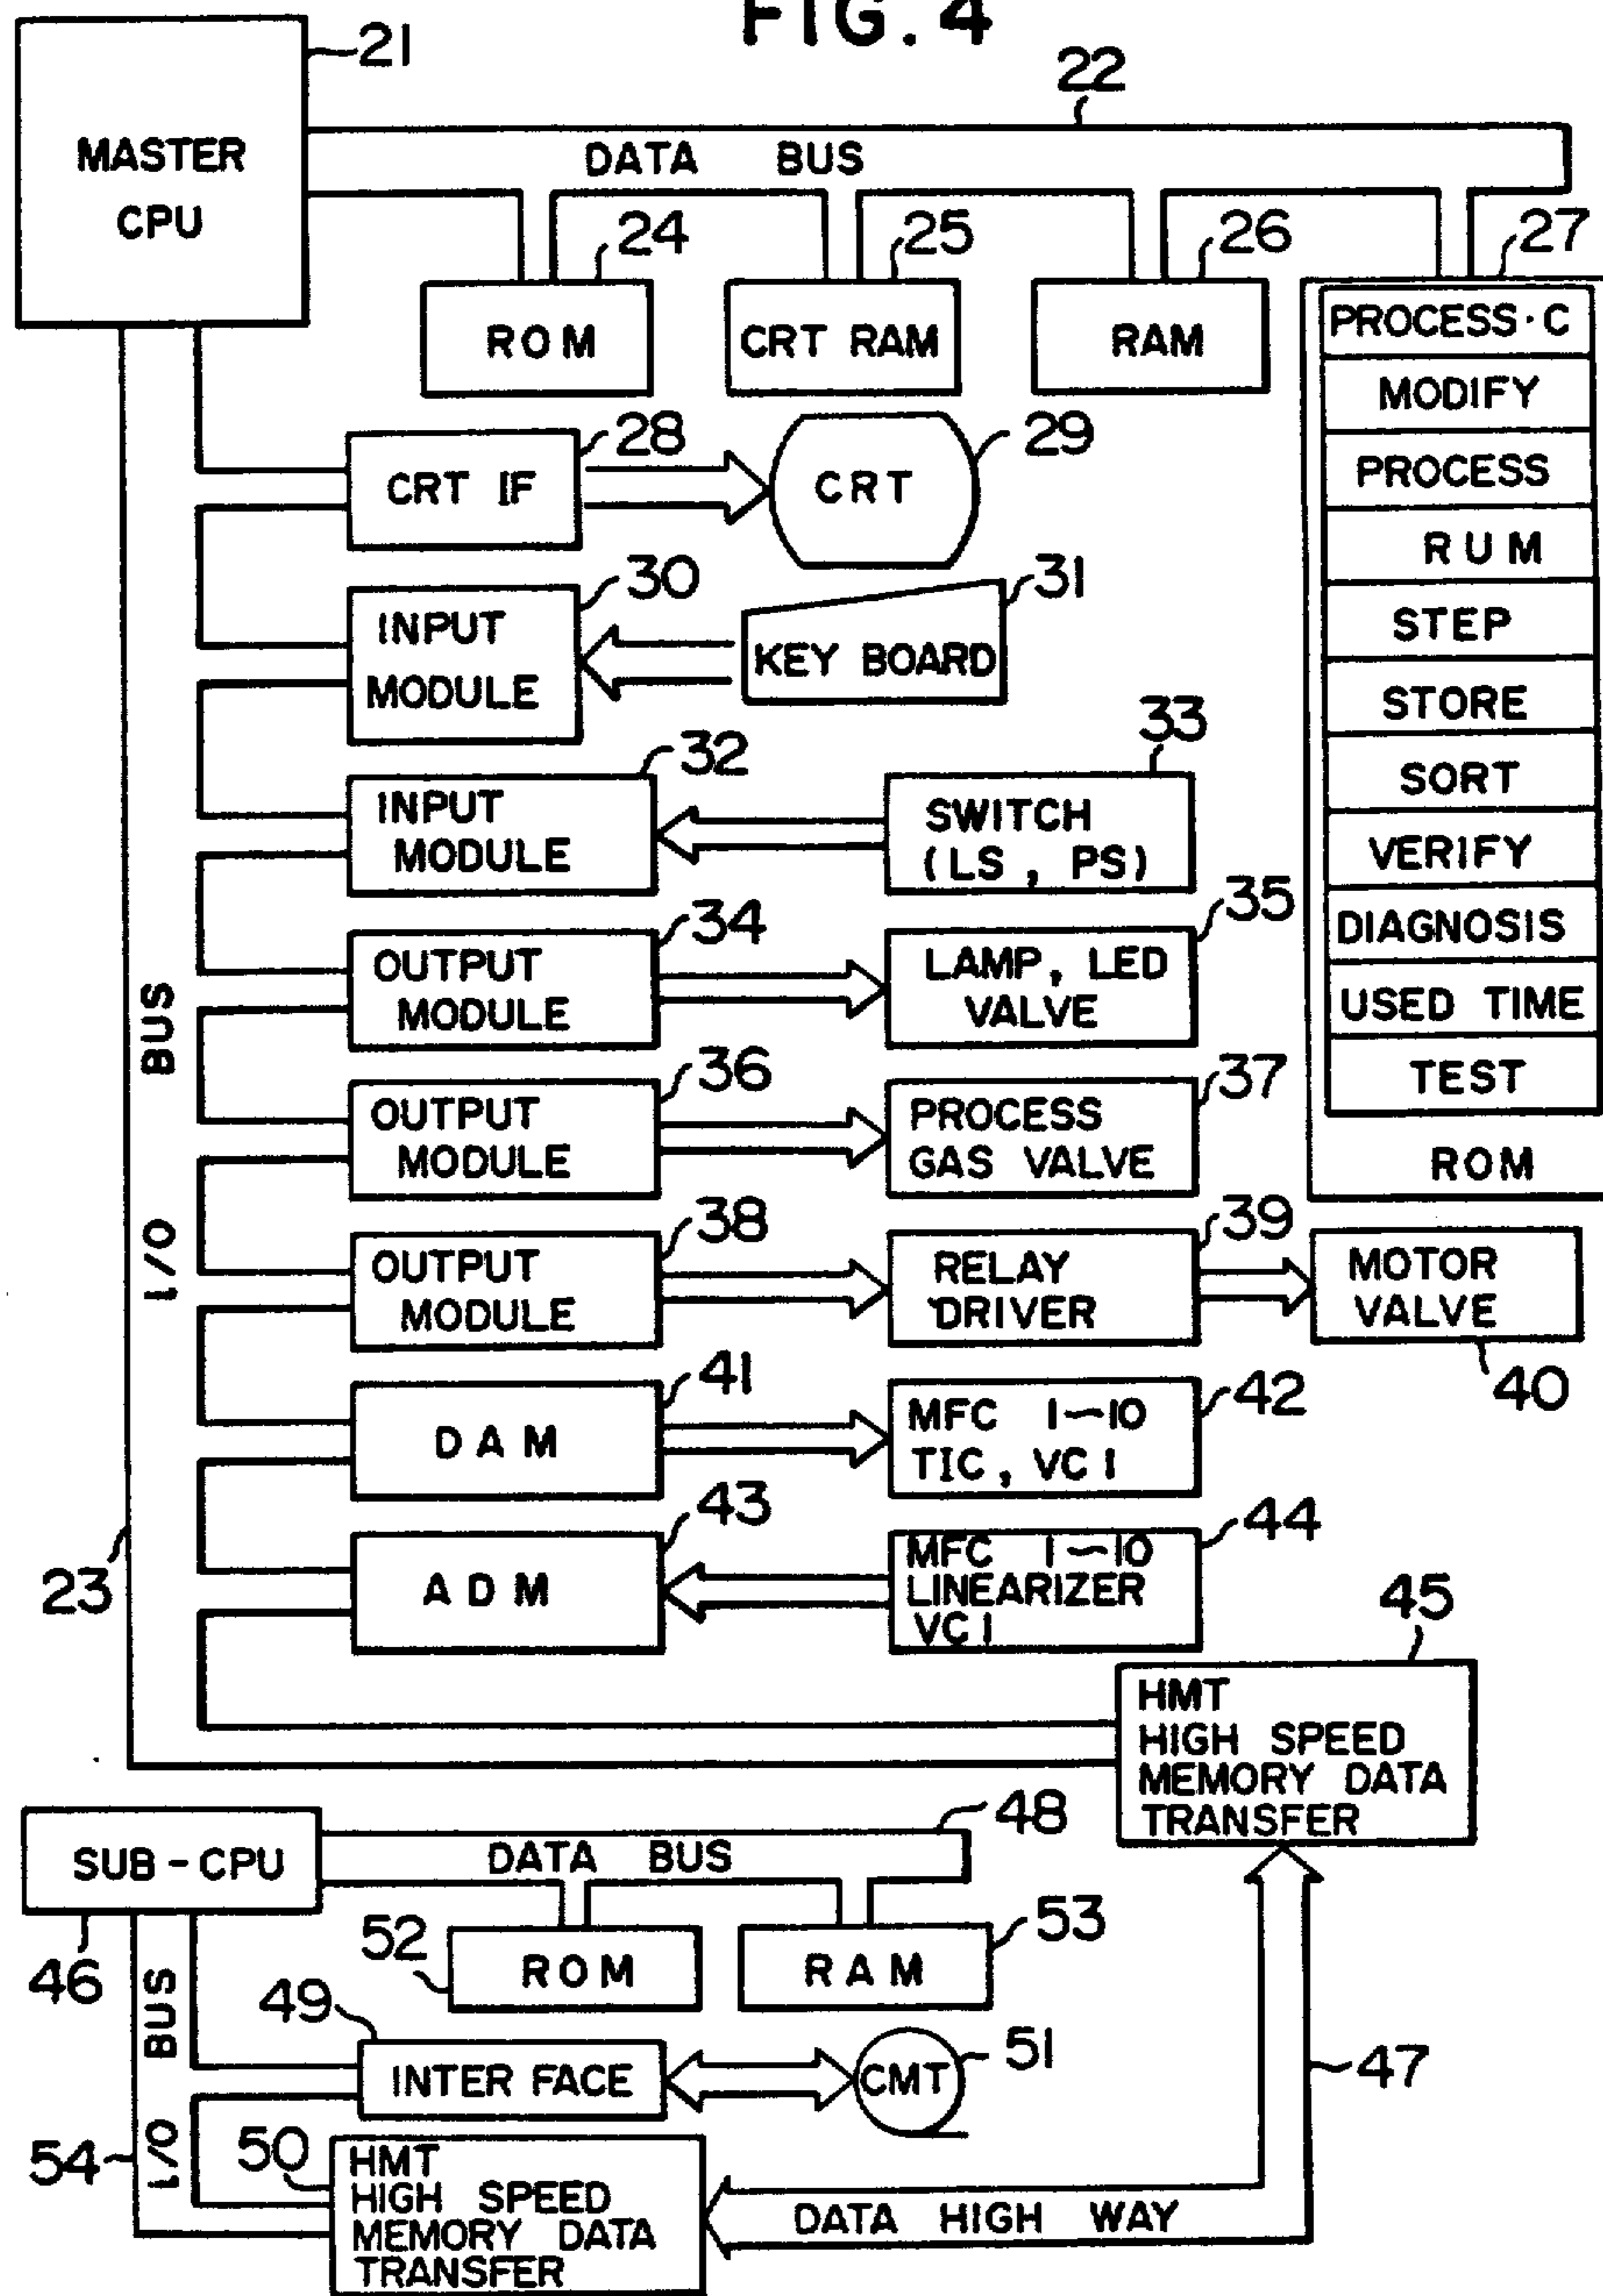 FIG. 4
21
22
MASTER
CPU
DATA BUS
24
25
26
27
ROM
CRT RAM
RAM
PROCESS·C
MODIFY
PROCESS
RUM
STEP
STORE
SORT
VERIFY
DIAGNOSIS
USED TIME
TEST
ROM
28
29
CRT IF
CRT
30
31
INPUT
MODULE
KEY BOARD
32
33
INPUT
MODULE
SWITCH
(LS, PS)
34
35
OUTPUT
MODULE
LAMP, LED
VALVE
36
37
OUTPUT
MODULE
PROCESS
GAS VALVE
38
39
OUTPUT
MODULE
RELAY
DRIVER
MOTOR
VALVE
40
I/O BUS
23
41
42
DAM
MFC 1~10
TIC, VC1
43
44
ADM
MFC 1~10
LINEARIZER
VC1
45
HMT
HIGH SPEED
MEMORY DATA
TRANSFER
48
SUB-CPU
DATA BUS
46
52
53
ROM
RAM
I/O BUS
54
49
51
INTER FACE
CMT
47
50
HMT
HIGH SPEED
MEMORY DATA
TRANSFER
DATA HIGH WAY